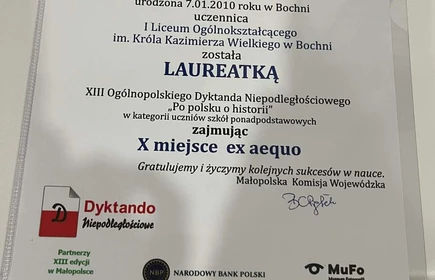 urodzona 7.01.2010 roku w Bochni
uczennica
I Liceum Ogólnokształcącego
im. Króla Kazimierza Wielkiego w Bochni
została
LAUREATKĄ
XIII Ogólnopolskiego Dyktanda Niepodległościowego
„Po polsku o historii”
w kategorii uczniów szkół ponadpodstawowych
zajmując
X miejsce ex aequo
Gratulujemy i życzymy kolejnych sukcesów w nauce.
Małopolska Komisja Wojewódzka
Dyktando
Niepodległościowe
Partnerzy
XIII edycji
w Małopolsce
NBP
NARODOWY BANK POLSKI
MuFo